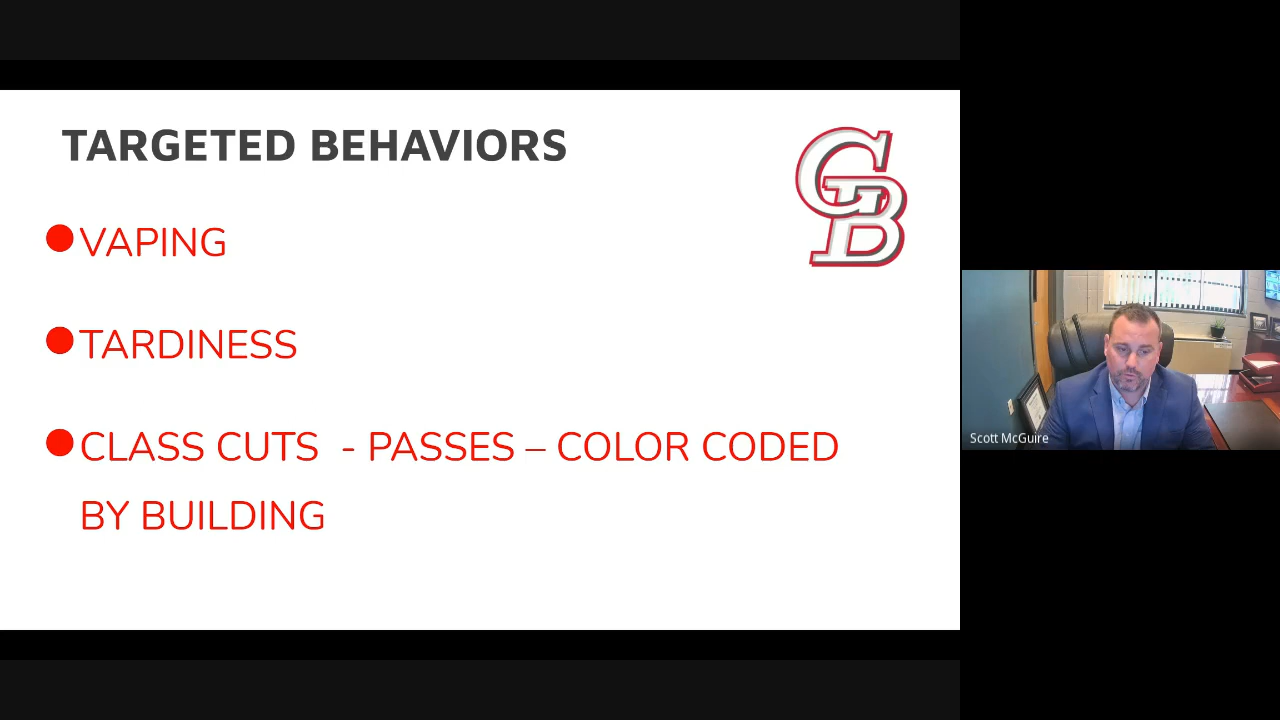 TARGETED BEHAVIORS
GB
VAPING
TARDINESS
CLASS CUTS - PASSES – COLOR CODED
BY BUILDING
Scott McGuire